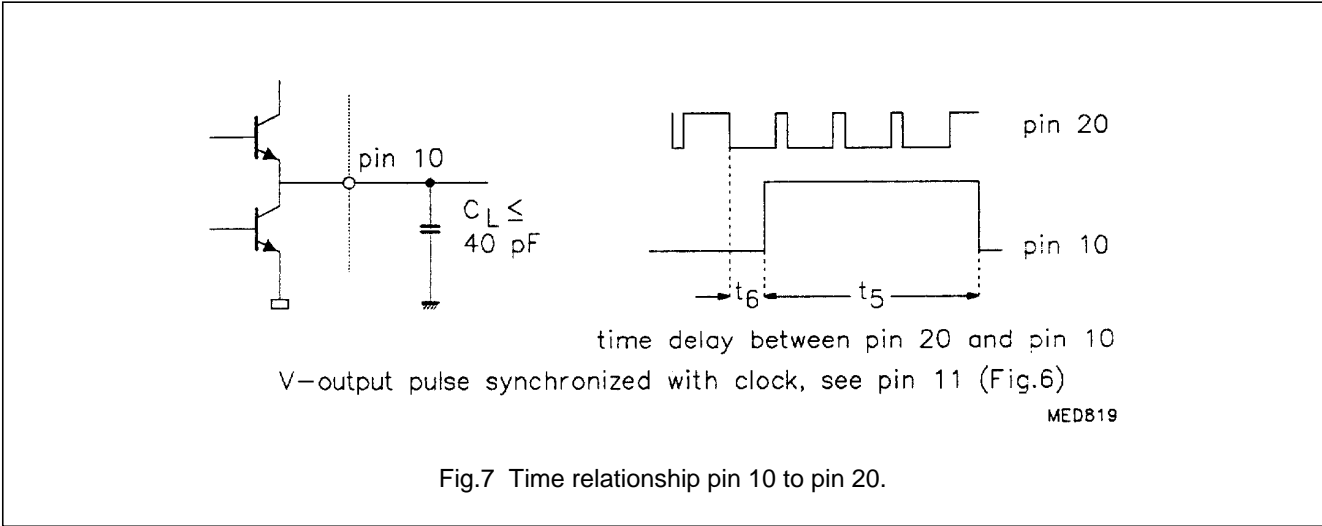 pin 10
C_L ≤
40 pF
pin 20
pin 10
t6
t5
time delay between pin 20 and pin 10
V-output pulse synchronized with clock, see pin 11 (Fig.6)
MED819
Fig.7 Time relationship pin 10 to pin 20.